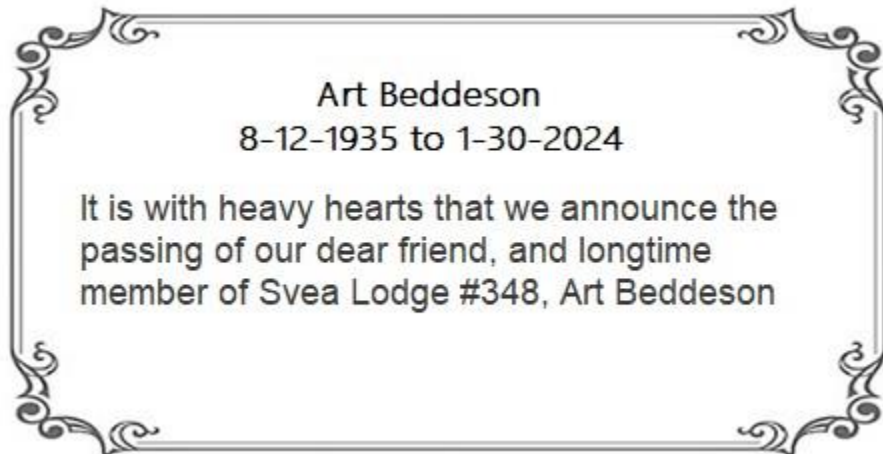 Art Beddeson
8-12-1935 to 1-30-2024
It is with heavy hearts that we announce the
passing of our dear friend, and longtime
member of Svea Lodge #348, Art Beddeson